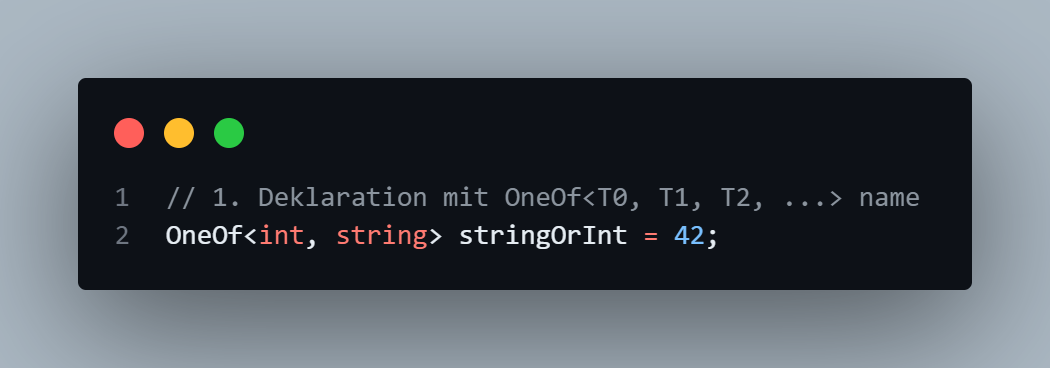 1 // 1. Deklaration mit OneOf<T0, T1, T2, ...> name
2 OneOf<int, string> stringOrInt = 42;